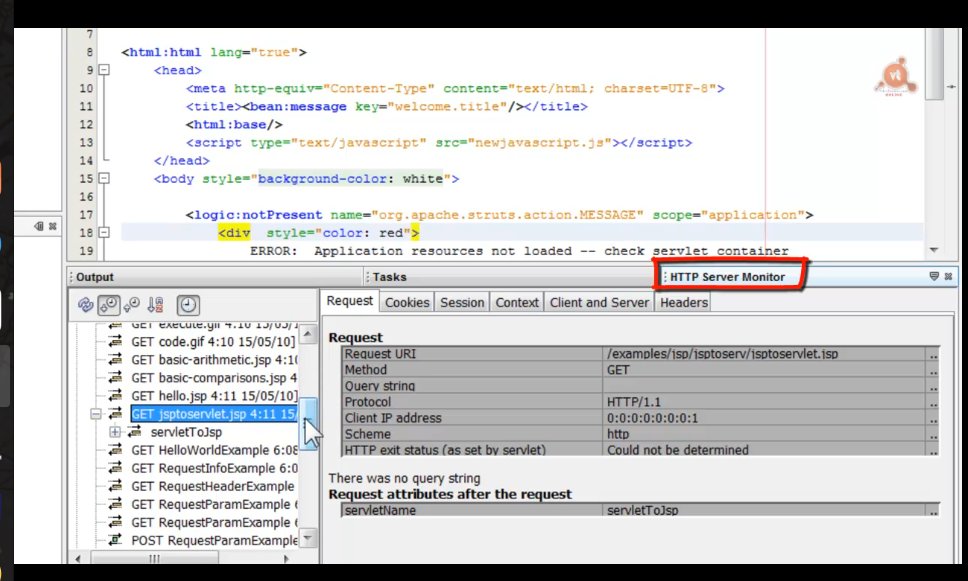 7
8 <html:html lang="true">
9 <head>
10 <meta http-equiv="Content-Type" content="text/html; charset=UTF-8">
11 <title><bean:message key="welcome.title"/></title>
12 <html:base/>
13 <script type="text/javascript" src="newjavascript.js"></script>
14 </head>
15 <body style="background-color: white">
16
17 <logic:notPresent name="org.apache.struts.action.MESSAGE" scope="application">
18 <div style="color: red">
19 ERROR: Application resources not loaded -- check servlet container
vt
Output Tasks HTTP Server Monitor
Request Cookies Session Context Client and Server Headers
GET execute.gif 4:10 15/05/1
GET code.gif 4:10 15/05/10]
GET basic-arithmetic.jsp 4:10
GET basic-comparisons.jsp 4
GET hello.jsp 4:11 15/05/10]
GET jsptoservlet.jsp 4:11 15/
servletToJsp
GET HelloWorldExample 6:08
GET RequestInfoExample 6:0
GET RequestHeaderExample
GET RequestParamExample 6
GET RequestParamExample 6
POST RequestParamExample
Request
Request URI /examples/jsp/jsptoserv/jsptoservlet.jsp ..
Method GET ..
Query string ..
Protocol HTTP/1.1 ..
Client IP address 0:0:0:0:0:0:0:1 ..
Scheme http ..
HTTP exit status (as set by servlet) Could not be determined ..
There was no query string
Request attributes after the request
servletName servletToJsp ..